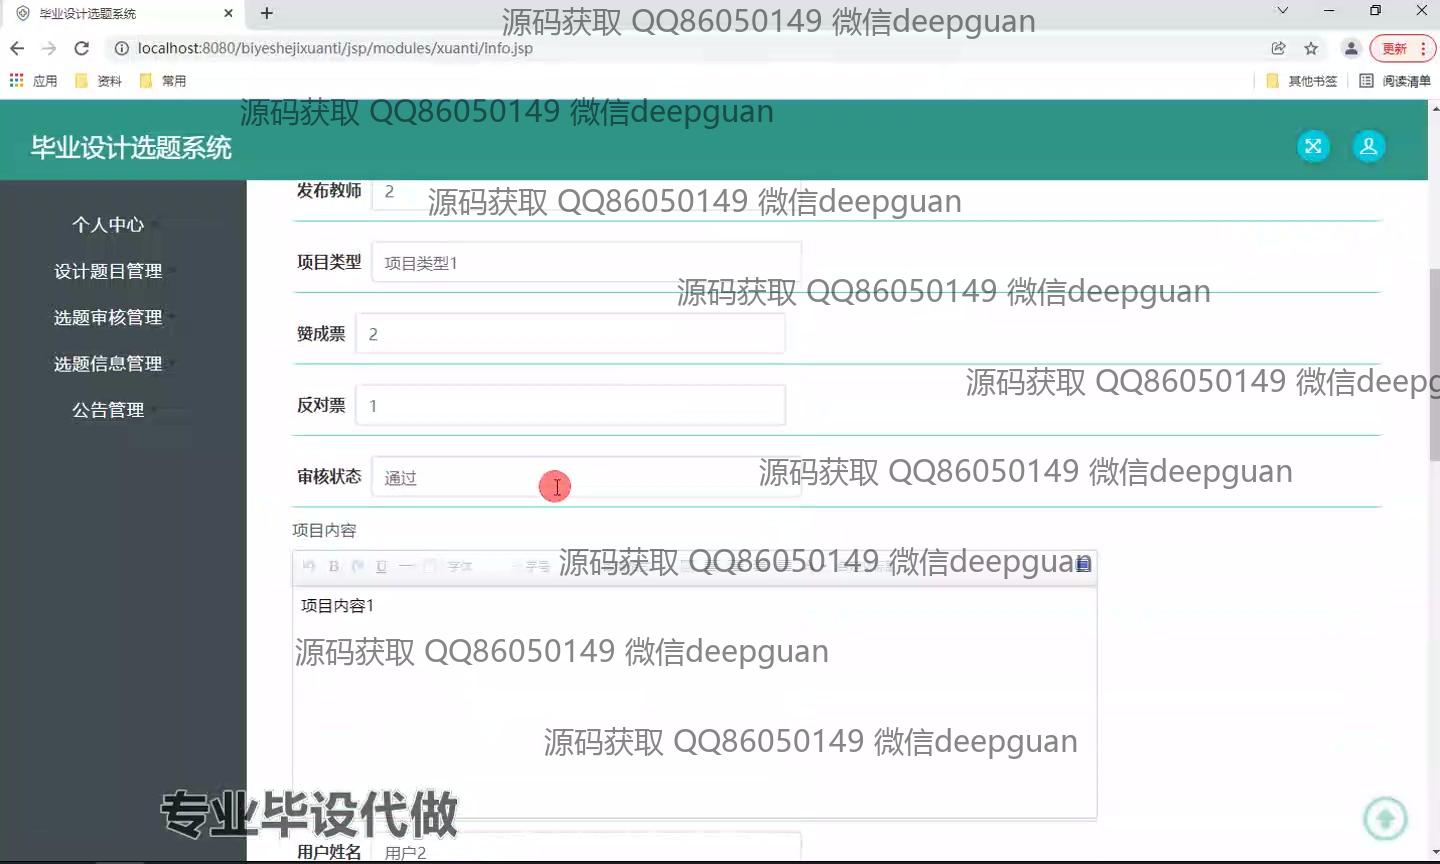 毕业设计选题系统
源码获取 QQ86050149 微信deepguan
localhost:8080/biyeshejixuanti/jsp/modules/xuanti/info.jsp
更新
应用
资料
常用
其他书签
阅读清单
源码获取 QQ86050149 微信deepguan
毕业设计选题系统
个人中心
设计题目管理
选题审核管理
选题信息管理
公告管理
发布教师 2
源码获取 QQ86050149 微信deepguan
项目类型 项目类型1
源码获取 QQ86050149 微信deepguan
赞成票 2
源码获取 QQ86050149 微信deepg
反对票 1
审核状态 通过
源码获取 QQ86050149 微信deepguan
项目内容
B U 字体 字号
源码获取 QQ86050149 微信deepguan
项目内容1
源码获取 QQ86050149 微信deepguan
源码获取 QQ86050149 微信deepguan
专业毕设代做
用户姓名 用户2